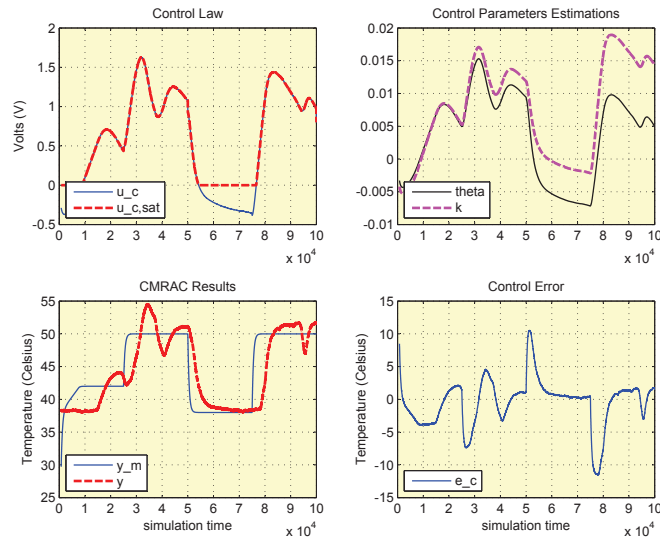 Control Law
Control Parameters Estimations
2
1.5
1
0.5
0
-0.5
Volts (V)
u_c
u_c,sat
0 1 2 3 4 5 6 7 8 9 10
x 10^4
0.02
0.015
0.01
0.005
0
-0.005
-0.01
theta
k
0 1 2 3 4 5 6 7 8 9 10
x 10^4
CMRAC Results
Control Error
55
50
45
40
35
30
25
Temperature (Celsius)
y_m
y
0 1 2 3 4 5 6 7 8 9 10
simulation time
x 10^4
15
10
5
0
-5
-10
-15
Temperature (Celsius)
e_c
0 1 2 3 4 5 6 7 8 9 10
simulation time
x 10^4